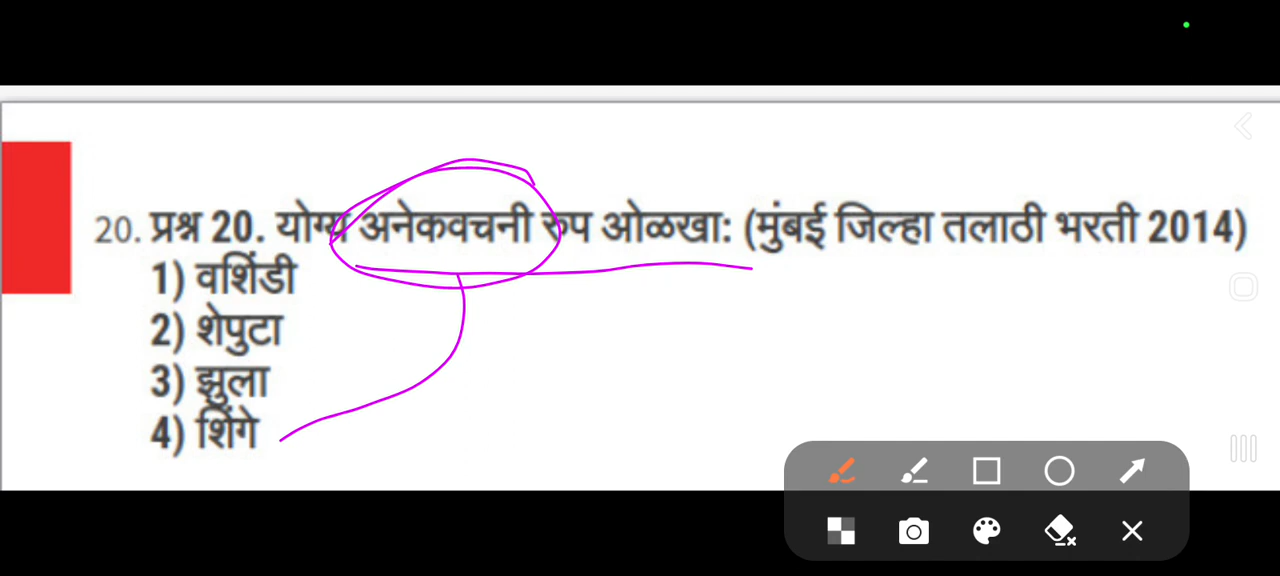 20. प्रश्न 20. योग्य अनेकवचनी रुप ओळखा: (मुंबई जिल्हा तलाठी भरती 2014)
1) वशिंडी
2) शेपुटा
3) झुला
4) शिंगे